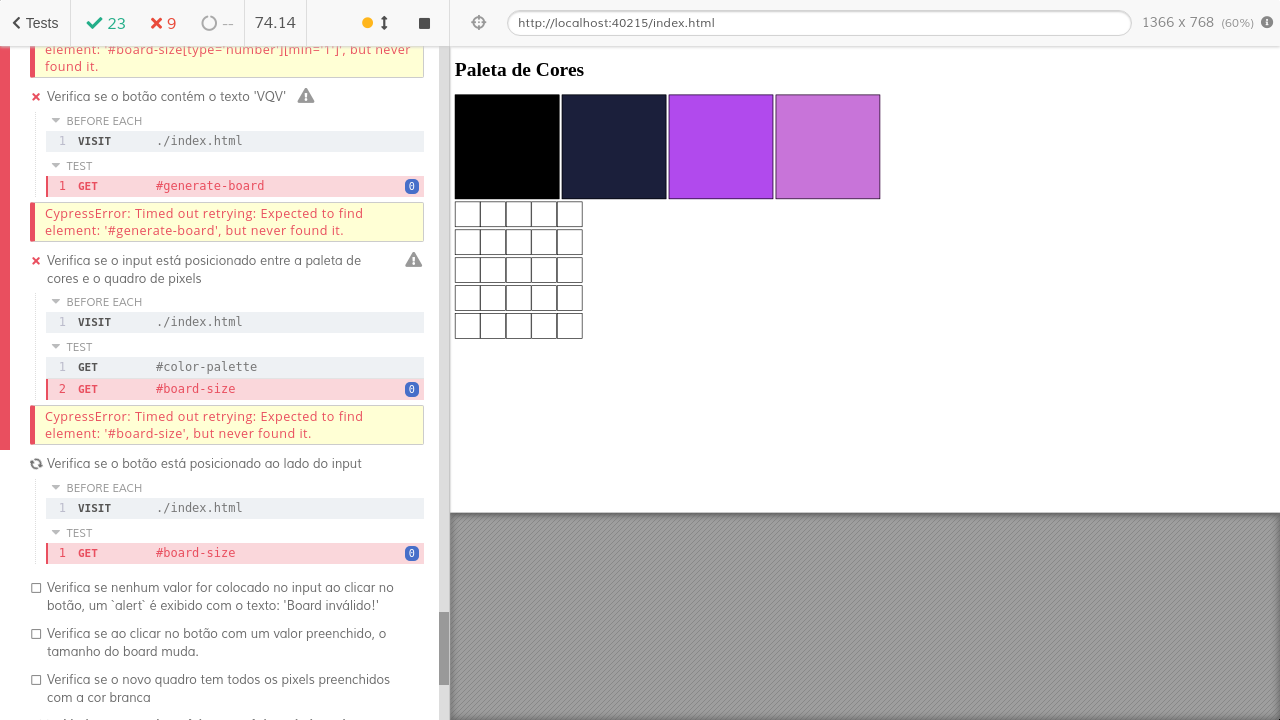 Tests
23
9
--
74.14
http://localhost:40215/index.html
1366 x 768 (60%)
element: '#board-size[type='number'][min='1']', but never
found it.
Verifica se o botão contém o texto 'VQV'
BEFORE EACH
1 VISIT ./index.html
TEST
1 GET #generate-board 0
CypressError: Timed out retrying: Expected to find
element: '#generate-board', but never found it.
Verifica se o input está posicionado entre a paleta de
cores e o quadro de pixels
BEFORE EACH
1 VISIT ./index.html
TEST
1 GET #color-palette
2 GET #board-size 0
CypressError: Timed out retrying: Expected to find
element: '#board-size', but never found it.
Verifica se o botão está posicionado ao lado do input
BEFORE EACH
1 VISIT ./index.html
TEST
1 GET #board-size 0
Verifica se nenhum valor for colocado no input ao clicar no
botão, um `alert` é exibido com o texto: 'Board inválido!'
Verifica se ao clicar no botão com um valor preenchido, o
tamanho do board muda.
Verifica se o novo quadro tem todos os pixels preenchidos
com a cor branca
Paleta de Cores